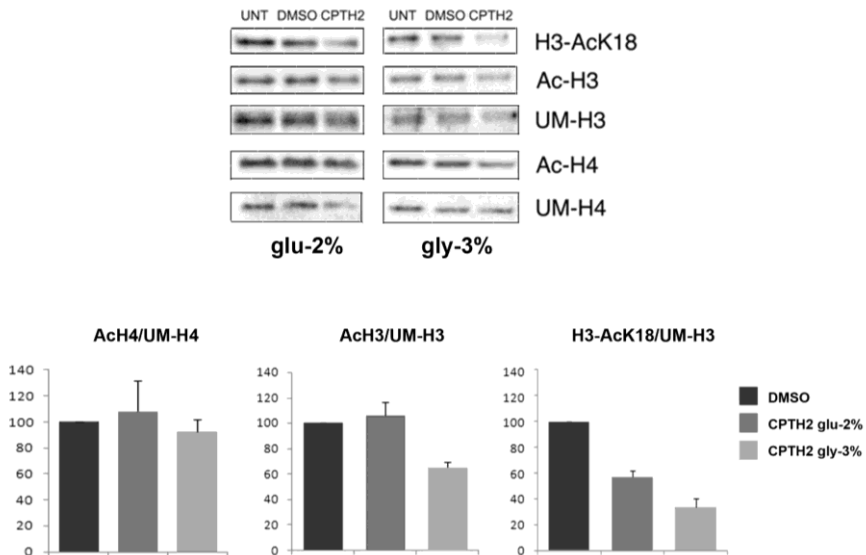 UNT DMSO CPTH2 UNT DMSO CPTH2
H3-AcK18
Ac-H3
UM-H3
Ac-H4
UM-H4
glu-2% gly-3%
AcH4/UM-H4 AcH3/UM-H3 H3-AcK18/UM-H3
140 140 140
120 120 120
100 100 100
80 80 80
60 60 60
40 40 40
20 20 20
0 0 0
DMSO
CPTH2 glu-2%
CPTH2 gly-3%